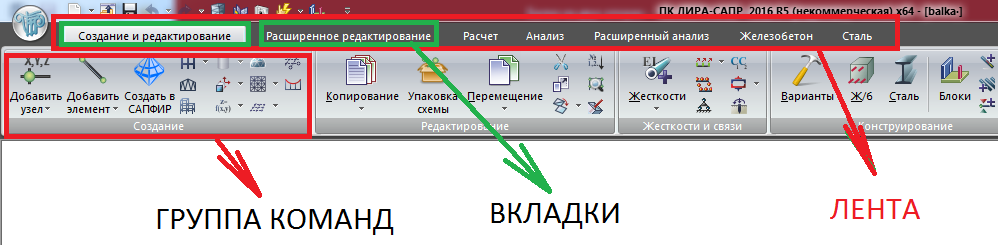 ПК ЛИРА-САПР 2016 R5 (некоммерческая) x64 - [balka-]
Создание и редактирование Расширенное редактирование Расчет Анализ Расширенный анализ Железобетон Сталь
X,Y,Z
Добавить узел
Добавить элемент
Создать в САПФИР
Создание
Копирование
Упаковка схемы
Перемещение
Редактирование
Жесткости
Жесткости и связи
Варианты
Ж/б
Сталь
Блоки
Конструирование
ГРУППА КОМАНД
ВКЛАДКИ
ЛЕНТА